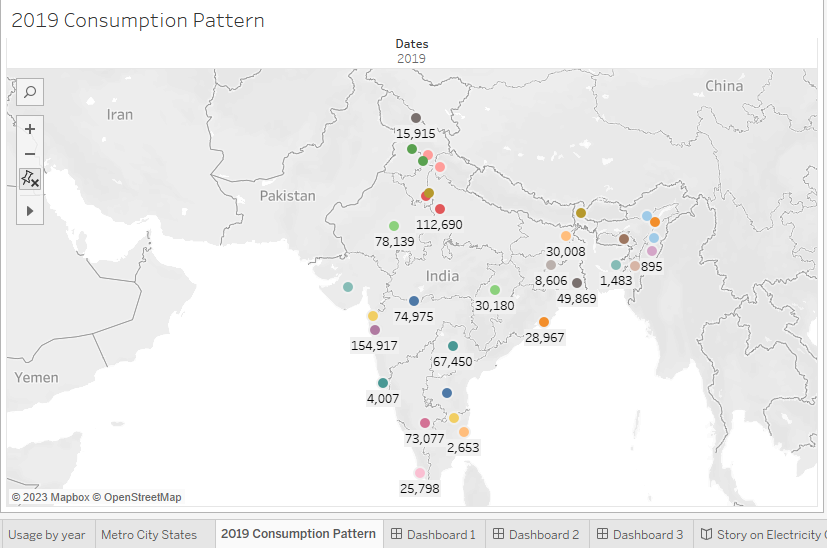 2019 Consumption Pattern
Dates
2019
China
Iran
15,915
Pakistan
112,690
78,139
30,008
India
895
8,606
1,483
49,869
30,180
74,975
28,967
154,917
67,450
Yemen
4,007
73,077
2,653
25,798
© 2023 Mapbox © OpenStreetMap
Usage by year
Metro City States
2019 Consumption Pattern
Dashboard 1
Dashboard 2
Dashboard 3
Story on Electricity